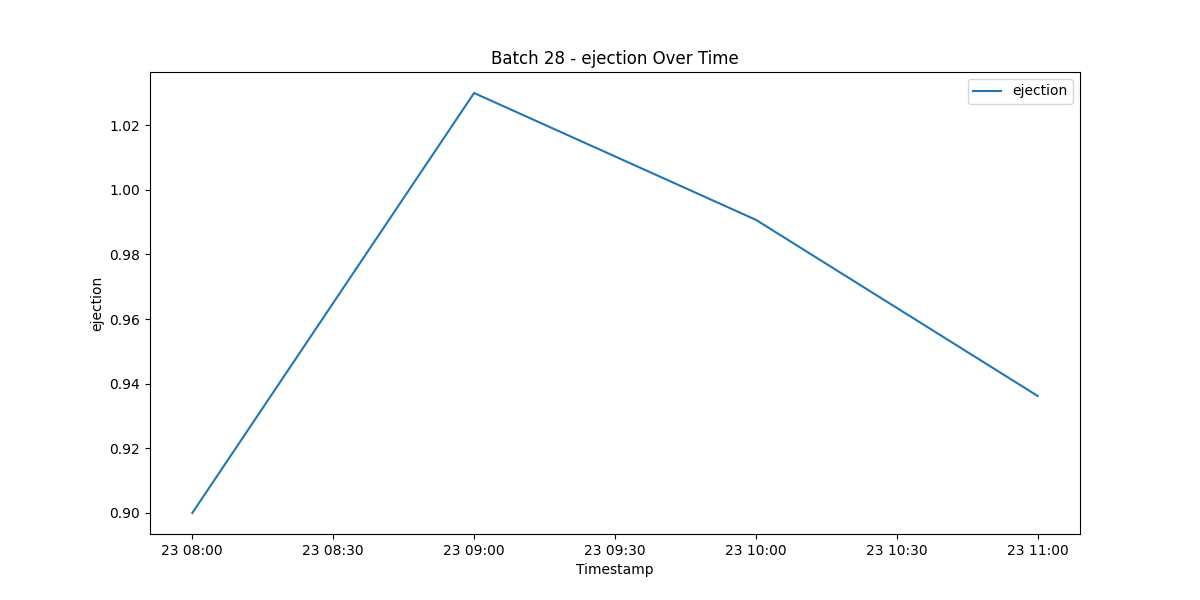 Batch 28 - ejection Over Time
ejection
1.02
1.00
0.98
0.96
0.94
0.92
0.90
ejection
23 08:00 23 08:30 23 09:00 23 09:30 23 10:00 23 10:30 23 11:00
Timestamp